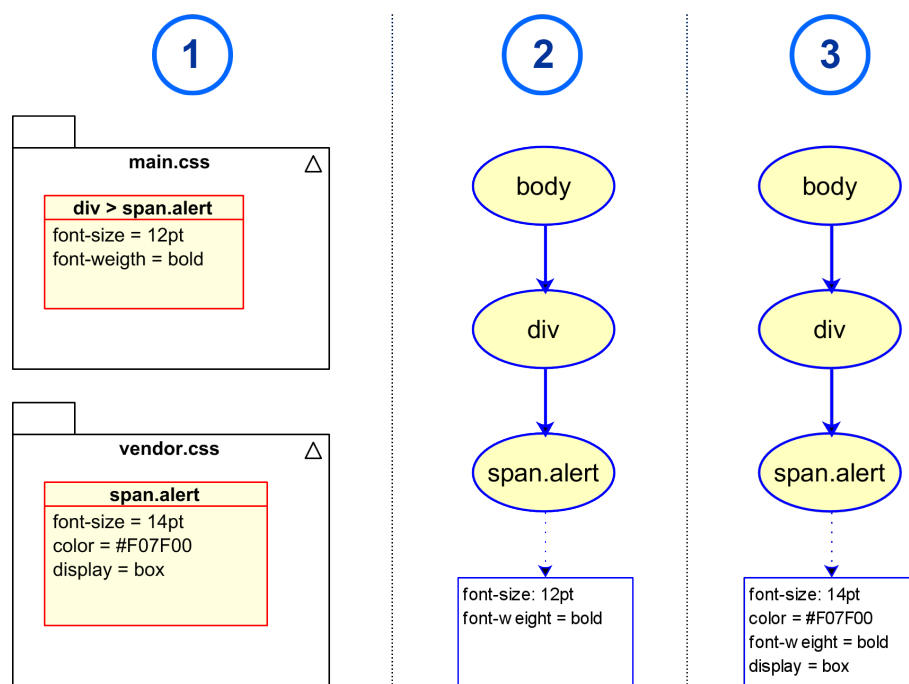 1
main.css
div > span.alert
font-size = 12pt
font-weigth = bold
vendor.css
span.alert
font-size = 14pt
color = #F07F00
display = box
2
body
div
span.alert
font-size: 12pt
font-w eight = bold
3
body
div
span.alert
font-size: 14pt
color = #F07F00
font-w eight = bold
display = box